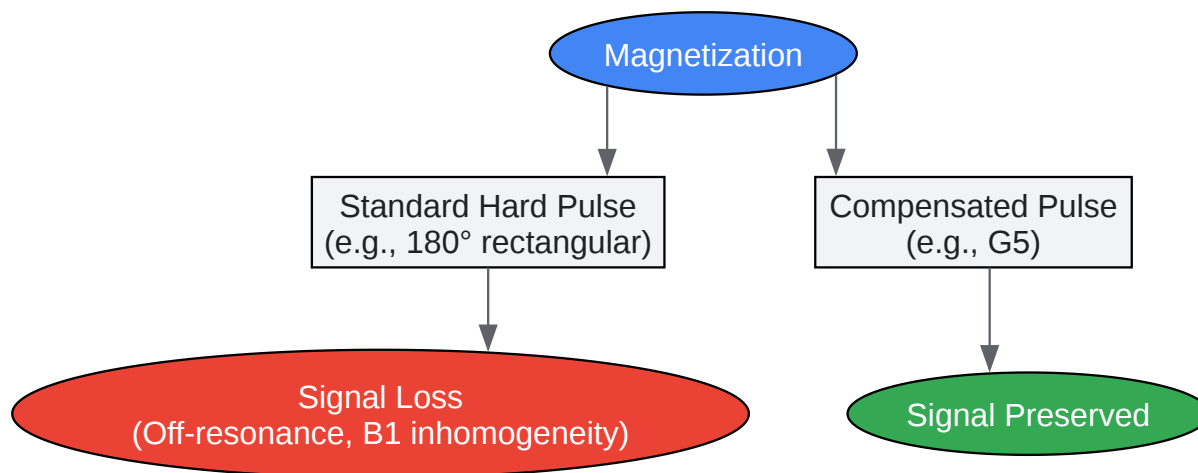 Magnetization
Standard Hard Pulse
(e.g., 180° rectangular)
Compensated Pulse
(e.g., G5)
Signal Loss
(Off-resonance, B1 inhomogeneity)
Signal Preserved